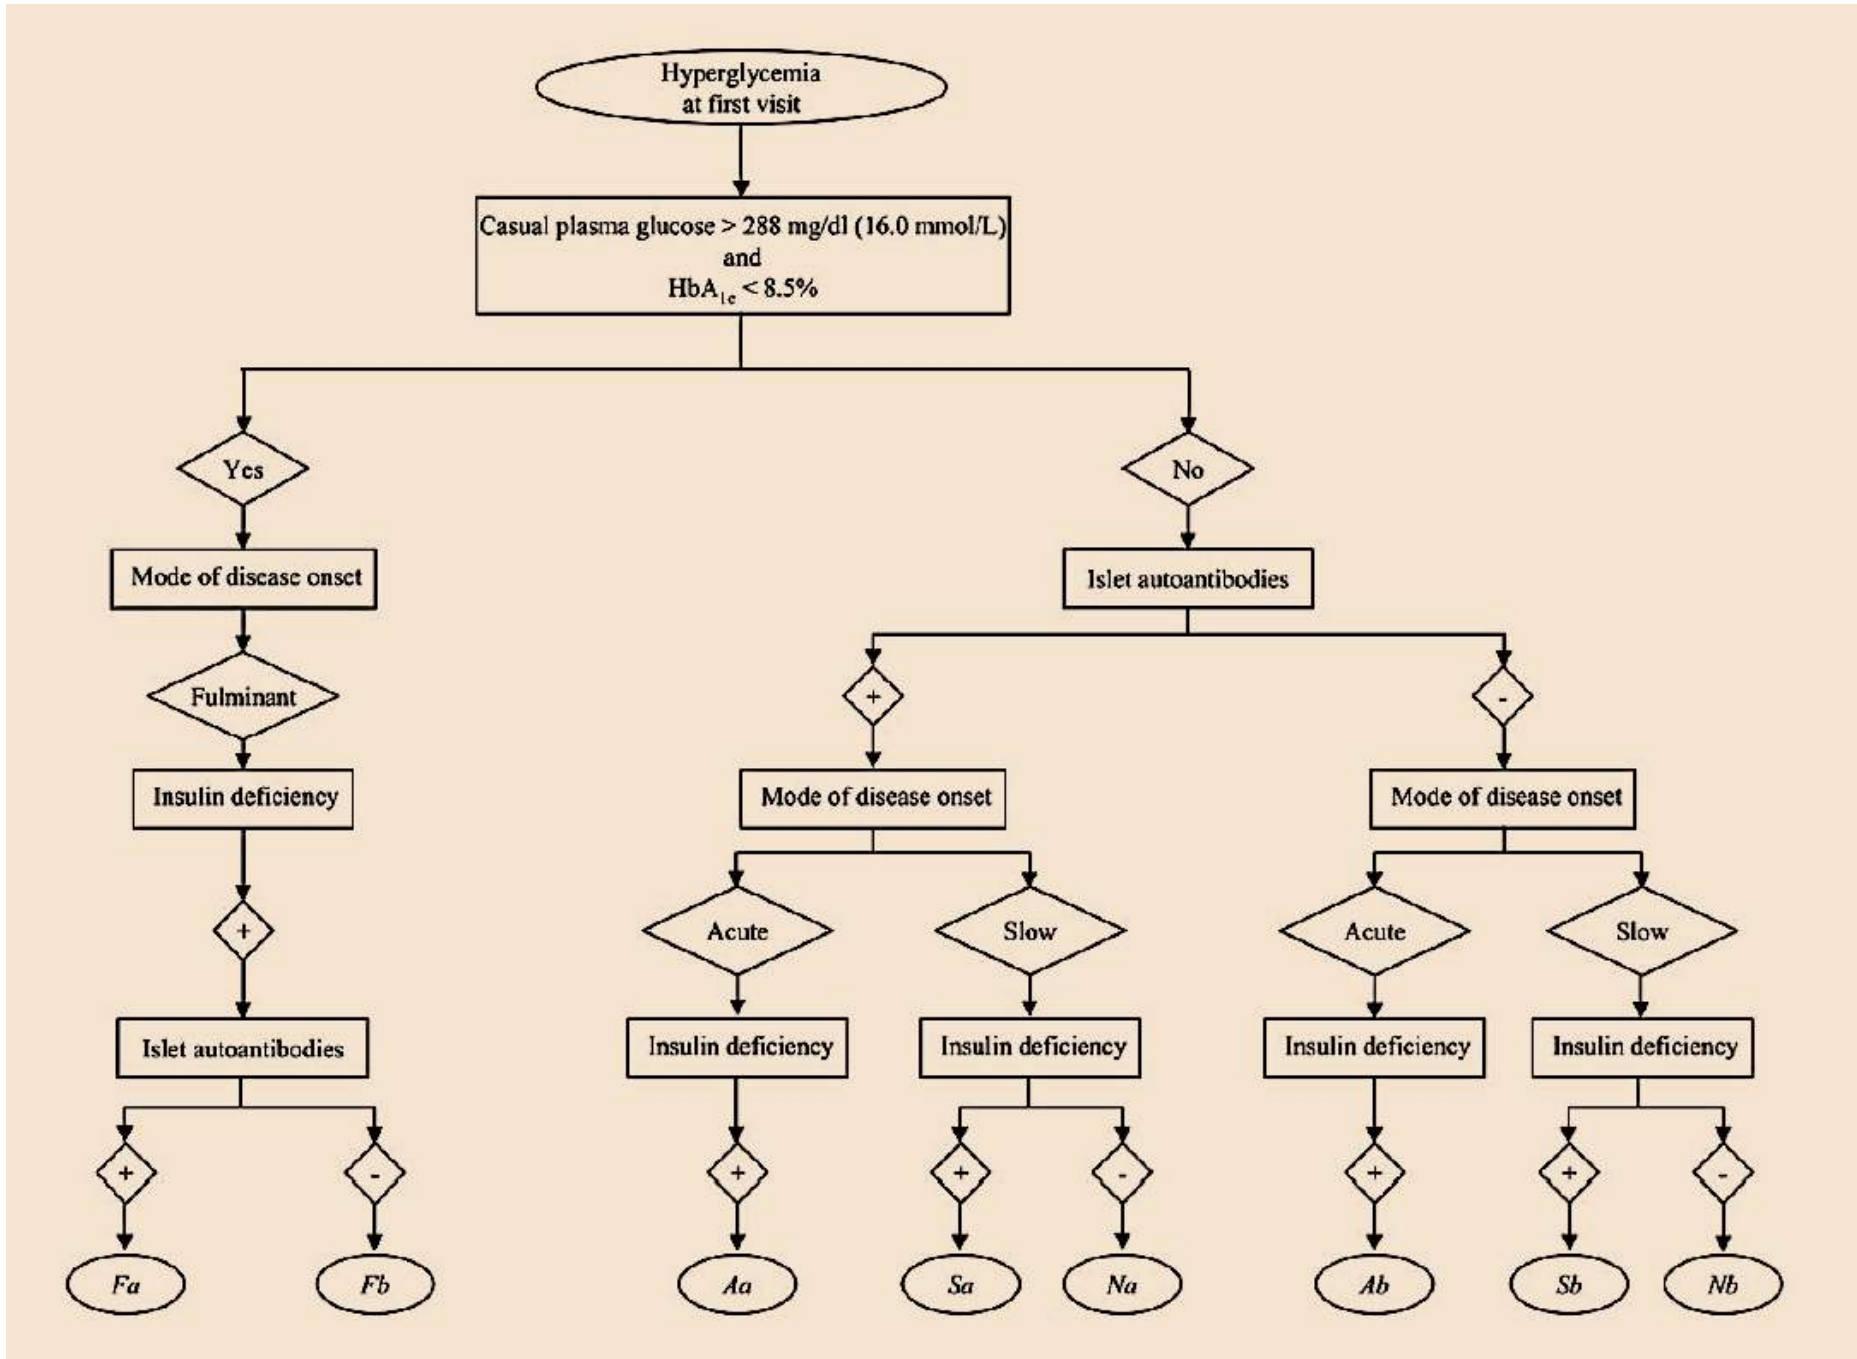 Hyperglycemia
at first visit
Casual plasma glucose > 288 mg/dl (16.0 mmol/L)
and
HbA1c < 8.5%
Yes
No
Mode of disease onset
Islet autoantibodies
Fulminant
+
-
Insulin deficiency
Mode of disease onset
Mode of disease onset
+
Acute
Slow
Acute
Slow
Islet autoantibodies
Insulin deficiency
Insulin deficiency
Insulin deficiency
Insulin deficiency
+
-
+
+
-
+
+
-
Fa
Fb
Aa
Sa
Na
Ab
Sb
Nb